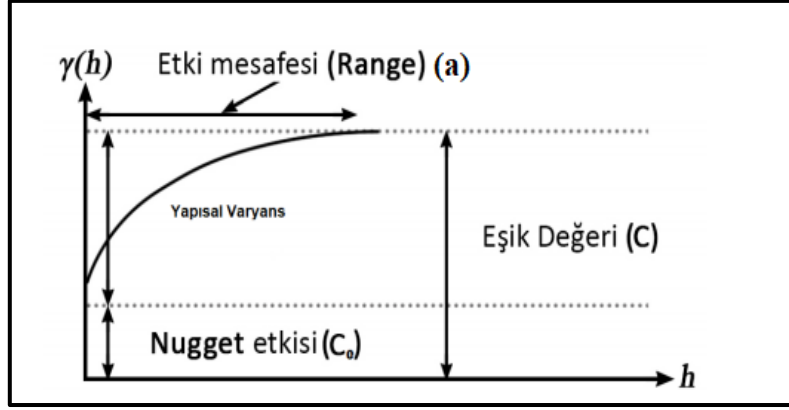 γ(h)
Etki mesafesi (Range) (a)
Yapısal Varyans
Eşik Değeri (C)
Nugget etkisi (C₀)
h